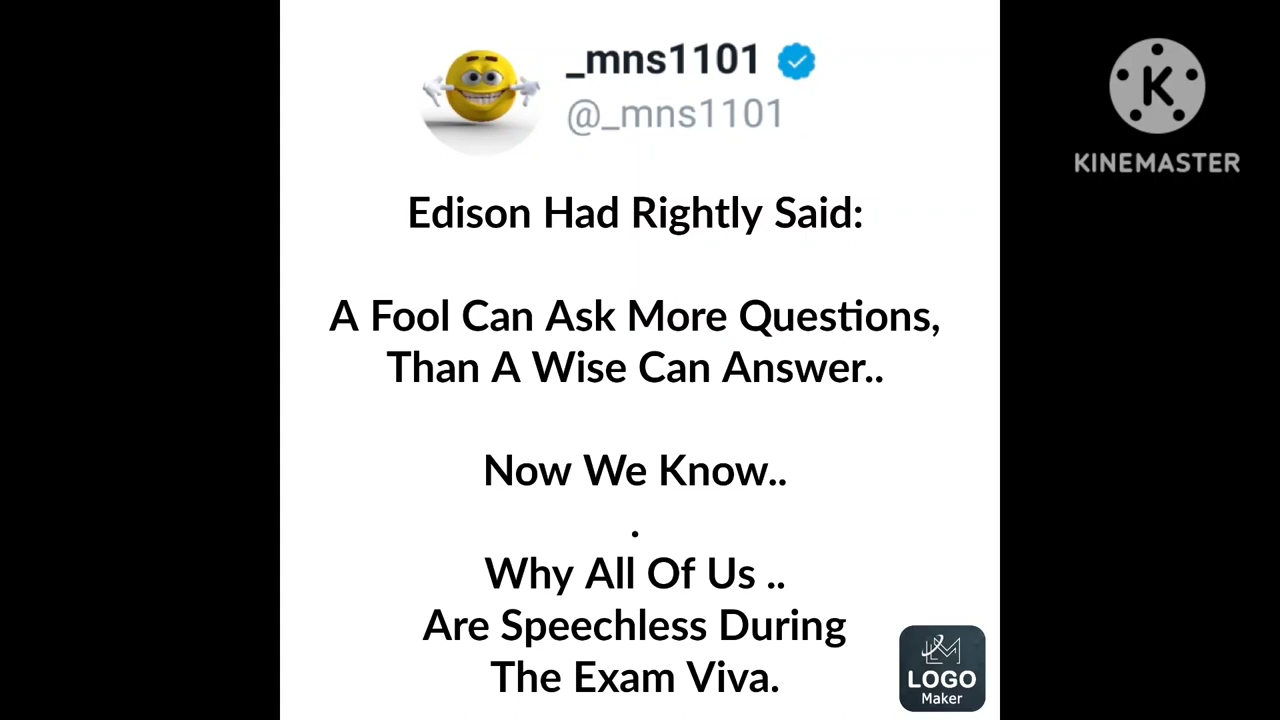 _mns1101
@_mns1101
KINEMASTER
Edison Had Rightly Said:
A Fool Can Ask More Questions,
Than A Wise Can Answer..
Now We Know..
.
Why All Of Us ..
Are Speechless During
The Exam Viva.
LM
LOGO
Maker